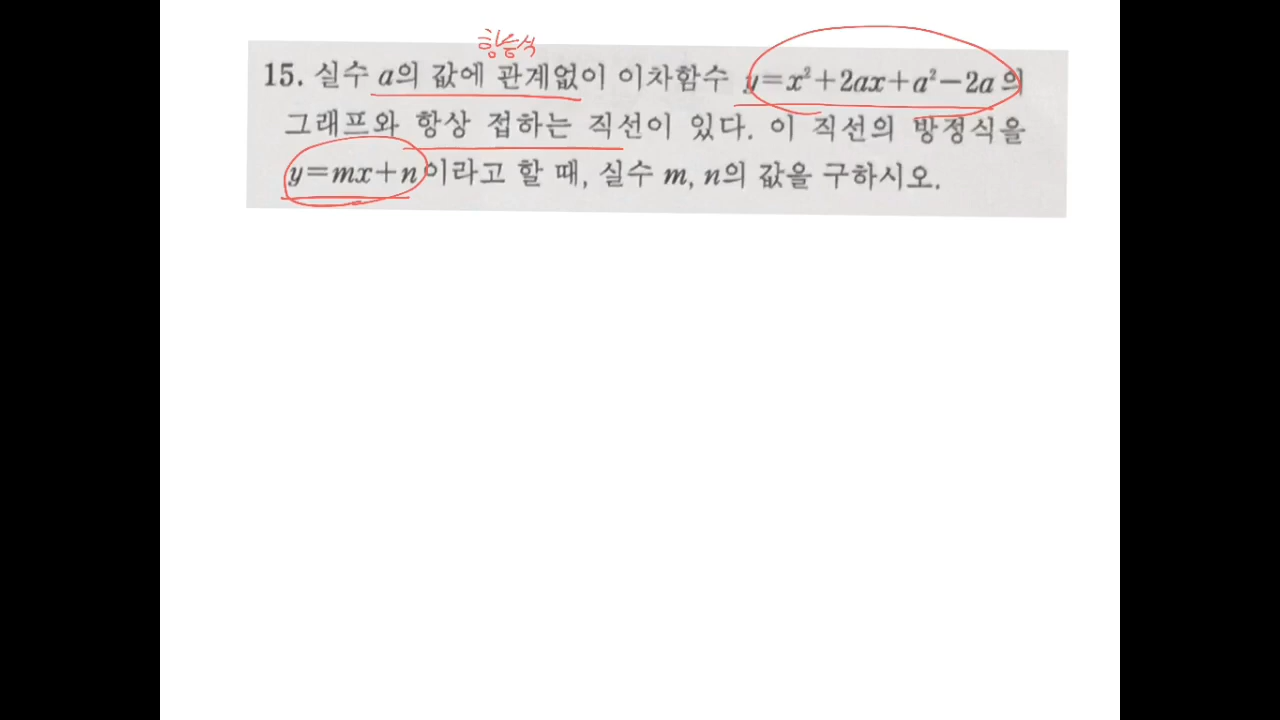 항등식
15. 실수 a의 값에 관계없이 이차함수 y=x²+2ax+a²-2a의
그래프와 항상 접하는 직선이 있다. 이 직선의 방정식을
y=mx+n이라고 할 때, 실수 m, n의 값을 구하시오.